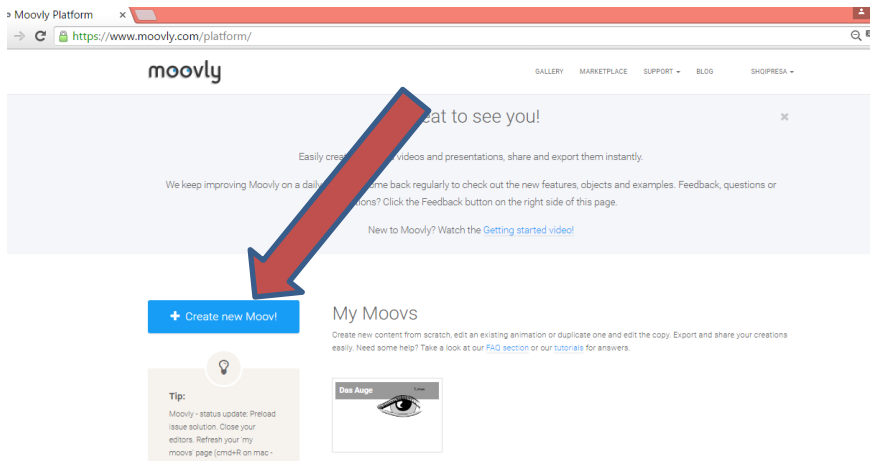 Moovly Platform
https://www.moovly.com/platform/
moovly
GALLERY MARKETPLACE SUPPORT BLOG SHQIPRESA
to see you!
Easily videos and presentations, share and export them instantly.
We keep improving Moovly on a back regularly to check out the new features, objects and examples. Feedback, questions or
Click the Feedback button on the right side of this page.
New to Moovly? Watch the Getting started video!
+ Create new Moov!
My Moovs
Create new content from scratch, edit an existing animation or duplicate one and edit the copy. Export and share your creations
easily. Need some help? Take a look at our FAQ section or our tutorials for answers.
Tip:
Moovly - status update: Preload
issue solution. Close your
editors. Refresh your 'my
moovs' page (cmd+R on mac -
Das Auge